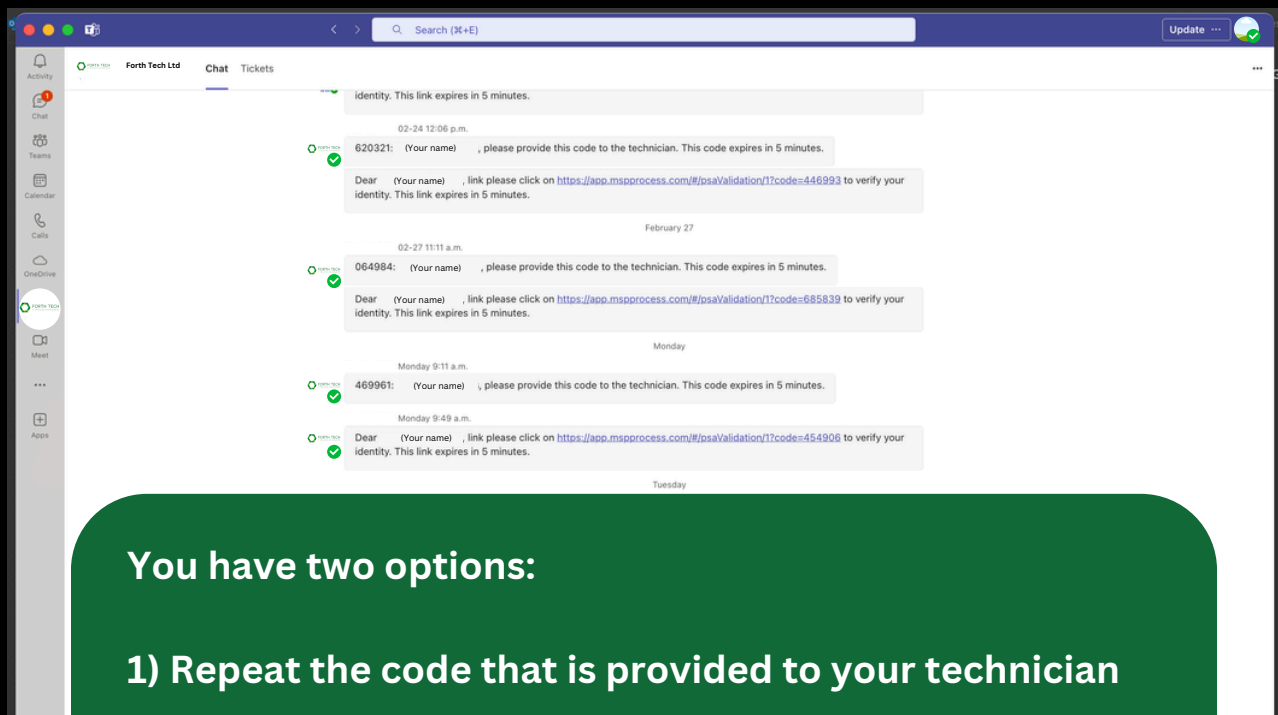 Search (⌘+E)
Update ...
Activity
FORTH TECH
Forth Tech Ltd
Chat
Tickets
...
1
Chat
Teams
Calendar
Calls
OneDrive
FORTH TECH
Meet
...
Apps
identity. This link expires in 5 minutes.
02-24 12:06 p.m.
620321: (Your name) , please provide this code to the technician. This code expires in 5 minutes.
Dear (Your name) , link please click on https://app.mspprocess.com/#/psaValidation/1?code=446993 to verify your
identity. This link expires in 5 minutes.
February 27
02-27 11:11 a.m.
064984: (Your name) , please provide this code to the technician. This code expires in 5 minutes.
Dear (Your name) , link please click on https://app.mspprocess.com/#/psaValidation/1?code=685839 to verify your
identity. This link expires in 5 minutes.
Monday
Monday 9:11 a.m.
469961: (Your name) , please provide this code to the technician. This code expires in 5 minutes.
Monday 9:49 a.m.
Dear (Your name) , link please click on https://app.mspprocess.com/#/psaValidation/1?code=454906 to verify your
identity. This link expires in 5 minutes.
Tuesday
You have two options:
1) Repeat the code that is provided to your technician